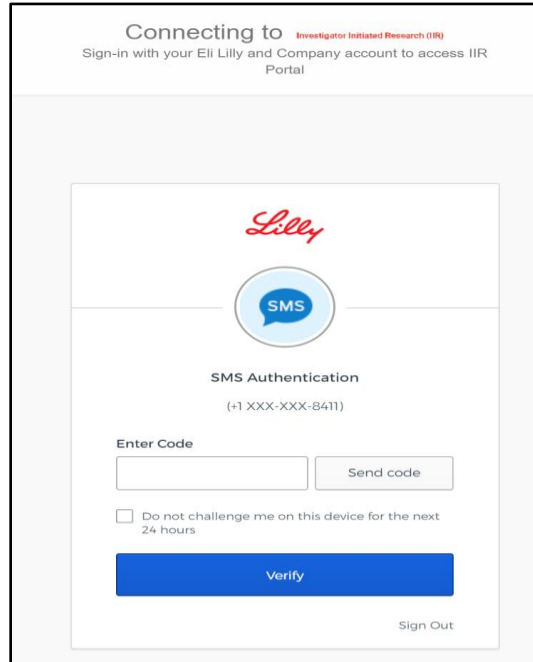 Connecting to Investigator Initiated Research (IIR)
Sign-in with your Eli Lilly and Company account to access IIR
Portal
Lilly
SMS
SMS Authentication
(+1 XXX-XXX-8411)
Enter Code
Send code
Do not challenge me on this device for the next
24 hours
Verify
Sign Out